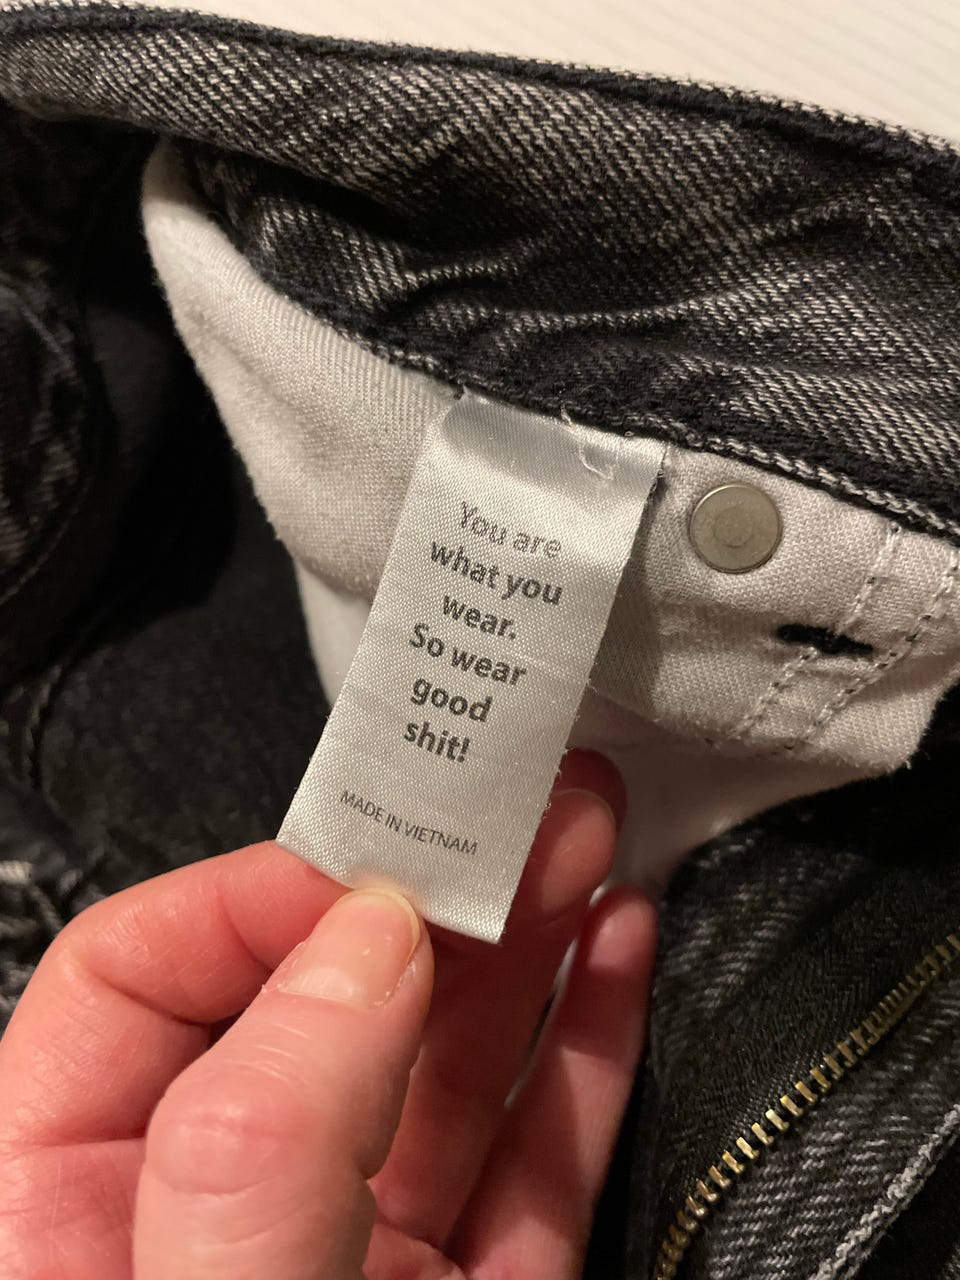 You are
what you
wear.
So wear
good
shit!
MADE IN VIETNAM